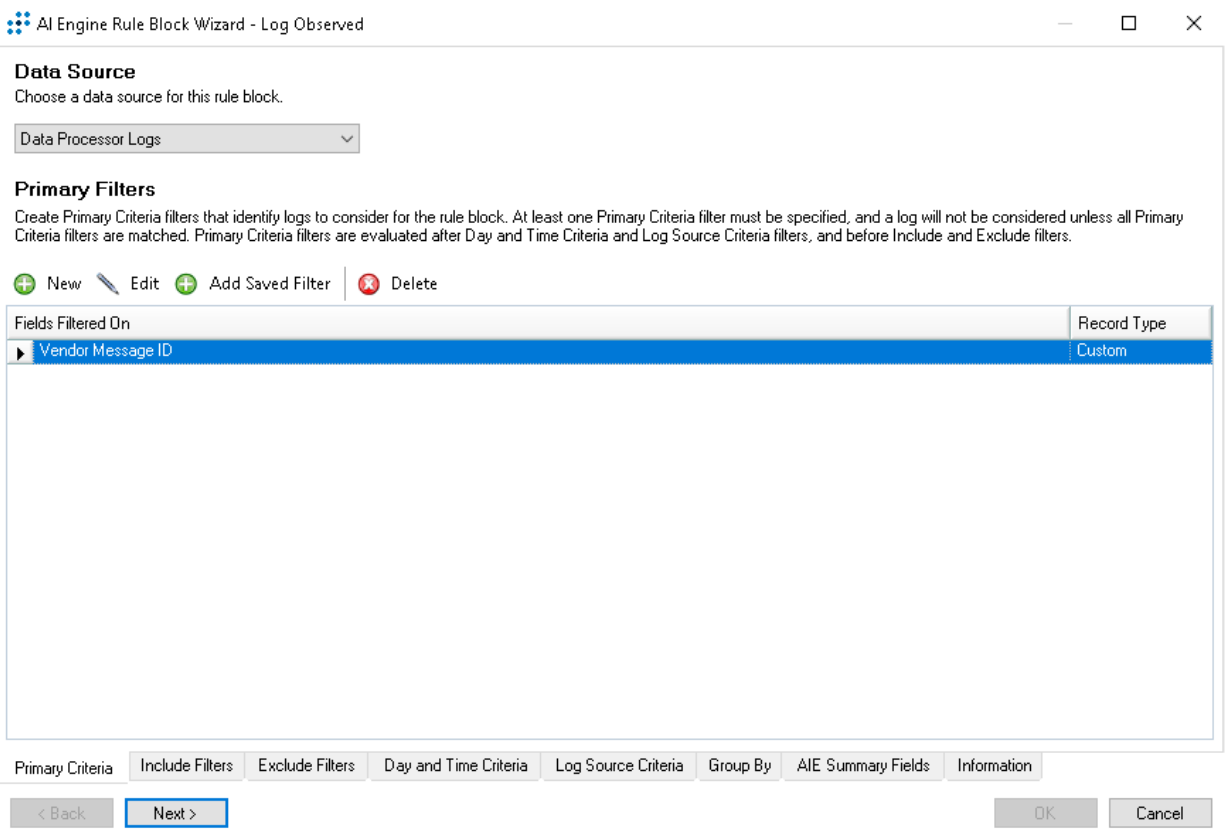 AI Engine Rule Block Wizard - Log Observed
Data Source
Choose a data source for this rule block.
Data Processor Logs
Primary Filters
Create Primary Criteria filters that identify logs to consider for the rule block. At least one Primary Criteria filter must be specified, and a log will not be considered unless all Primary
Criteria filters are matched. Primary Criteria filters are evaluated after Day and Time Criteria and Log Source Criteria filters, and before Include and Exclude filters.
New Edit Add Saved Filter Delete
Fields Filtered On Record Type
Vendor Message ID Custom
Primary Criteria Include Filters Exclude Filters Day and Time Criteria Log Source Criteria Group By AIE Summary Fields Information
< Back Next > OK Cancel